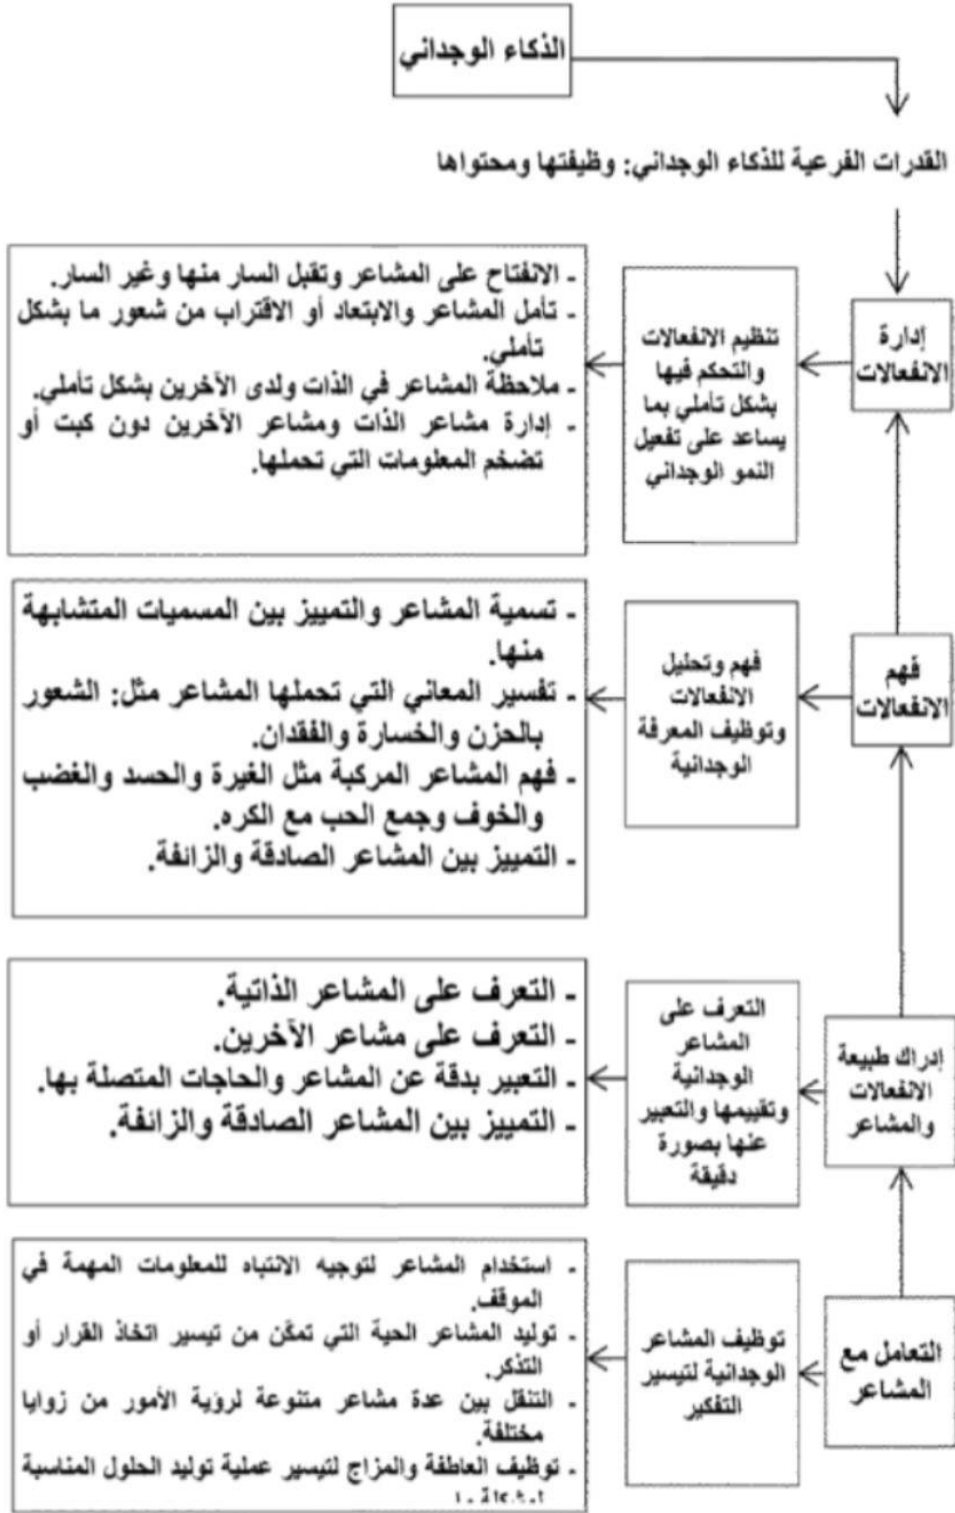 الذكاء الوجداني
القدرات الفرعية للذكاء الوجداني: وظيفتها ومحتواها
إدارة
الانفعالات
تنظيم الانفعالات
والتحكم فيها
بشكل تأملي بما
يساعد على تفعيل
النمو الوجداني
- الانفتاح على المشاعر وتقبل السار منها وغير السار.
- تأمل المشاعر والابتعاد أو الاقتراب من شعور ما بشكل
تأملي.
- ملاحظة المشاعر في الذات ولدى الآخرين بشكل تأملي.
- إدارة مشاعر الذات ومشاعر الآخرين دون كبت أو
تضخم المعلومات التي تحملها.
فهم
الانفعالات
فهم وتحليل
الانفعالات
وتوظيف المعرفة
الوجدانية
- تسمية المشاعر والتمييز بين المسميات المتشابهة
منها.
- تفسير المعاني التي تحملها المشاعر مثل: الشعور
بالحزن والخسارة والفقدان.
- فهم المشاعر المركبة مثل الغيرة والحسد والغضب
والخوف وجمع الحب مع الكره.
- التمييز بين المشاعر الصادقة والزائفة.
إدراك طبيعة
الانفعالات
والمشاعر
التعرف على
المشاعر
الوجدانية
وتقييمها والتعبير
عنها بصورة
دقيقة
- التعرف على المشاعر الذاتية.
- التعرف على مشاعر الآخرين.
- التعبير بدقة عن المشاعر والحاجات المتصلة بها.
- التمييز بين المشاعر الصادقة والزائفة.
التعامل مع
المشاعر
توظيف المشاعر
الوجدانية لتيسير
التفكير
- استخدام المشاعر لتوجيه الانتباه للمعلومات المهمة في
الموقف.
- توليد المشاعر الحية التي تمكّن من تيسير اتخاذ القرار أو
التذكر.
- التنقل بين عدة مشاعر متنوعة لرؤية الأمور من زوايا
مختلفة.
- توظيف العاطفة والمزاج لتيسير عملية توليد الحلول المناسبة